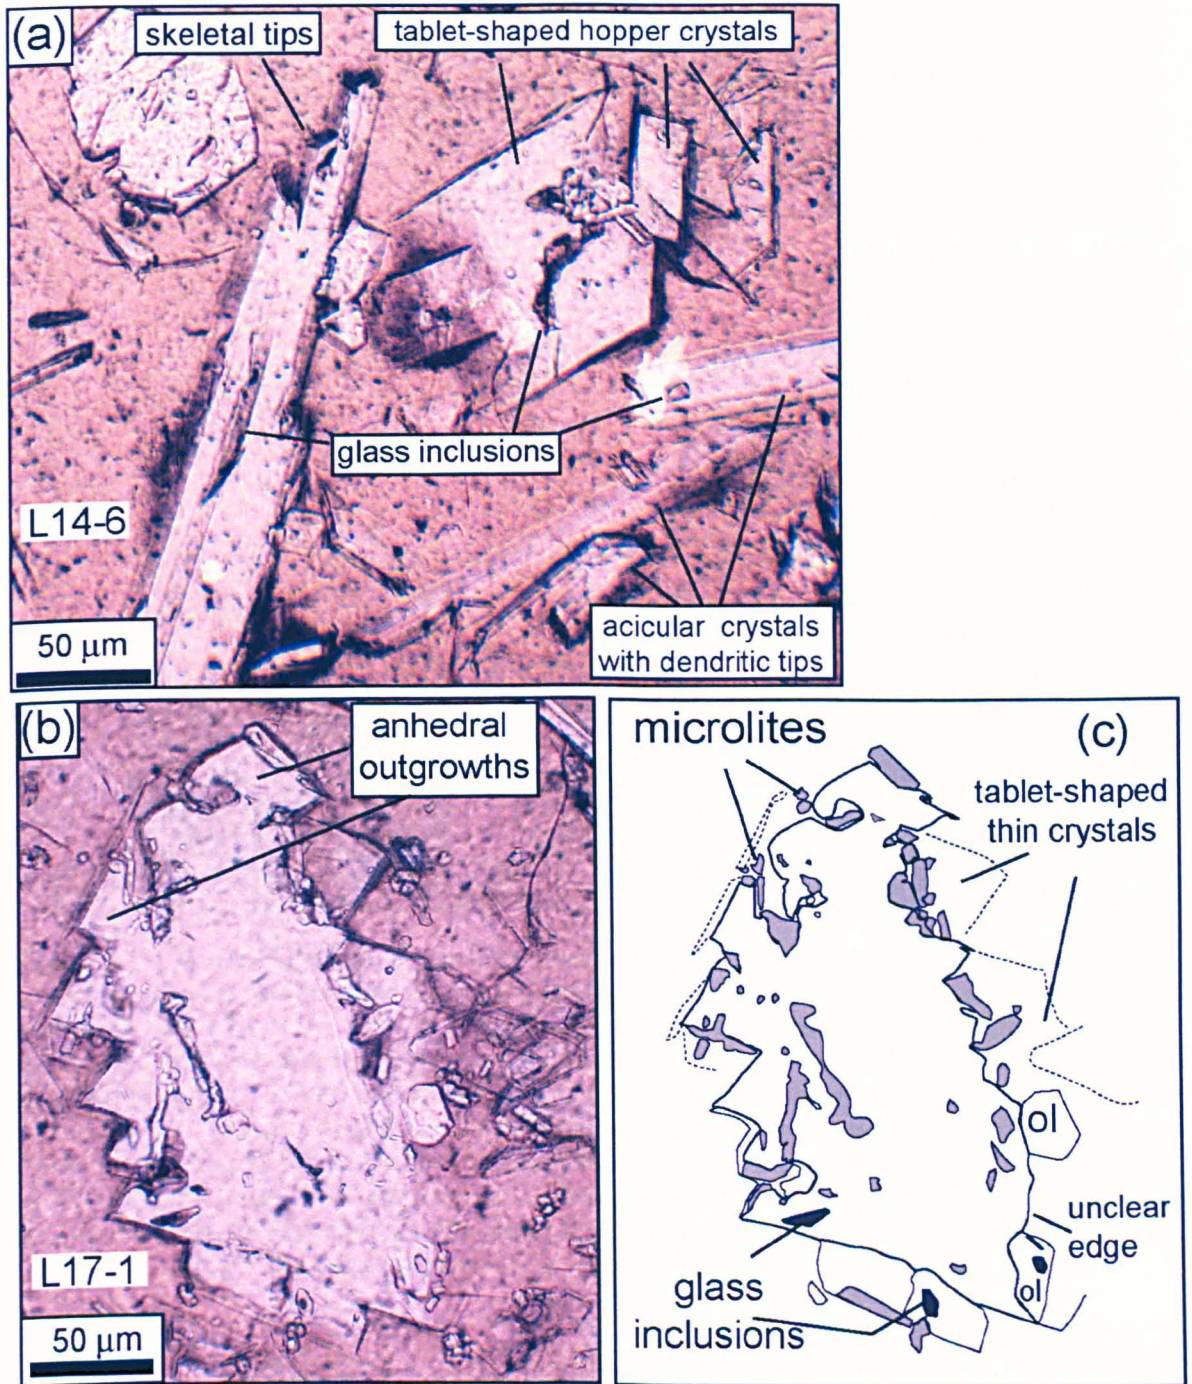 (a)
skeletal tips
tablet-shaped hopper crystals
glass inclusions
L14-6
50 μm
acicular crystals
with dendritic tips
(b)
anhedral
outgrowths
L17-1
50 μm
microlites
(c)
tablet-shaped
thin crystals
ol
unclear
edge
ol
glass
inclusions